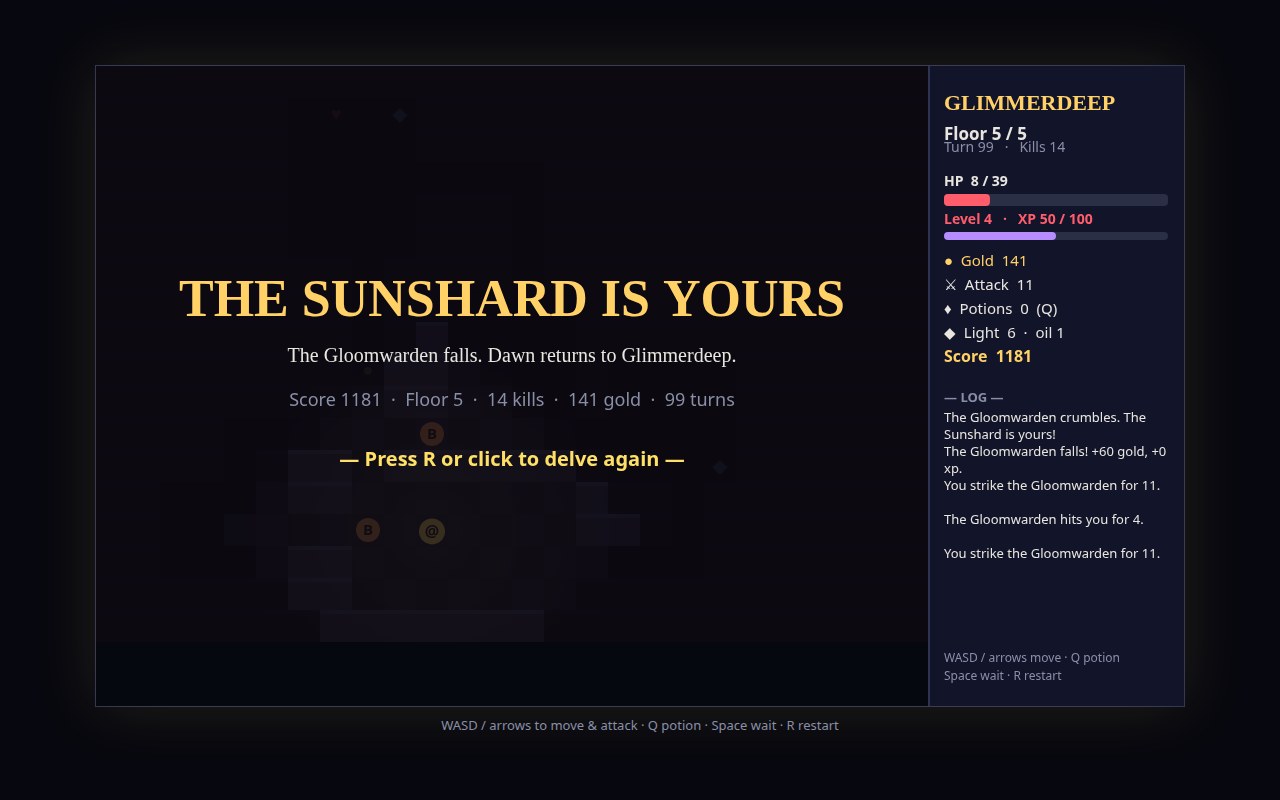 GLIMMERDEEP
Floor 5 / 5
Turn 99 · Kills 14
HP 8 / 39
Level 4 · XP 50 / 100
● Gold 141
⚔ Attack 11
♦ Potions 0 (Q)
◆ Light 6 · oil 1
Score 1181
— LOG —
The Gloomwarden crumbles. The
Sunshard is yours!
The Gloomwarden falls! +60 gold, +0
xp.
You strike the Gloomwarden for 11.
The Gloomwarden hits you for 4.
You strike the Gloomwarden for 11.
WASD / arrows move · Q potion
Space wait · R restart
THE SUNSHARD IS YOURS
The Gloomwarden falls. Dawn returns to Glimmerdeep.
Score 1181 · Floor 5 · 14 kills · 141 gold · 99 turns
B
— Press R or click to delve again —
B
@
WASD / arrows to move & attack · Q potion · Space wait · R restart